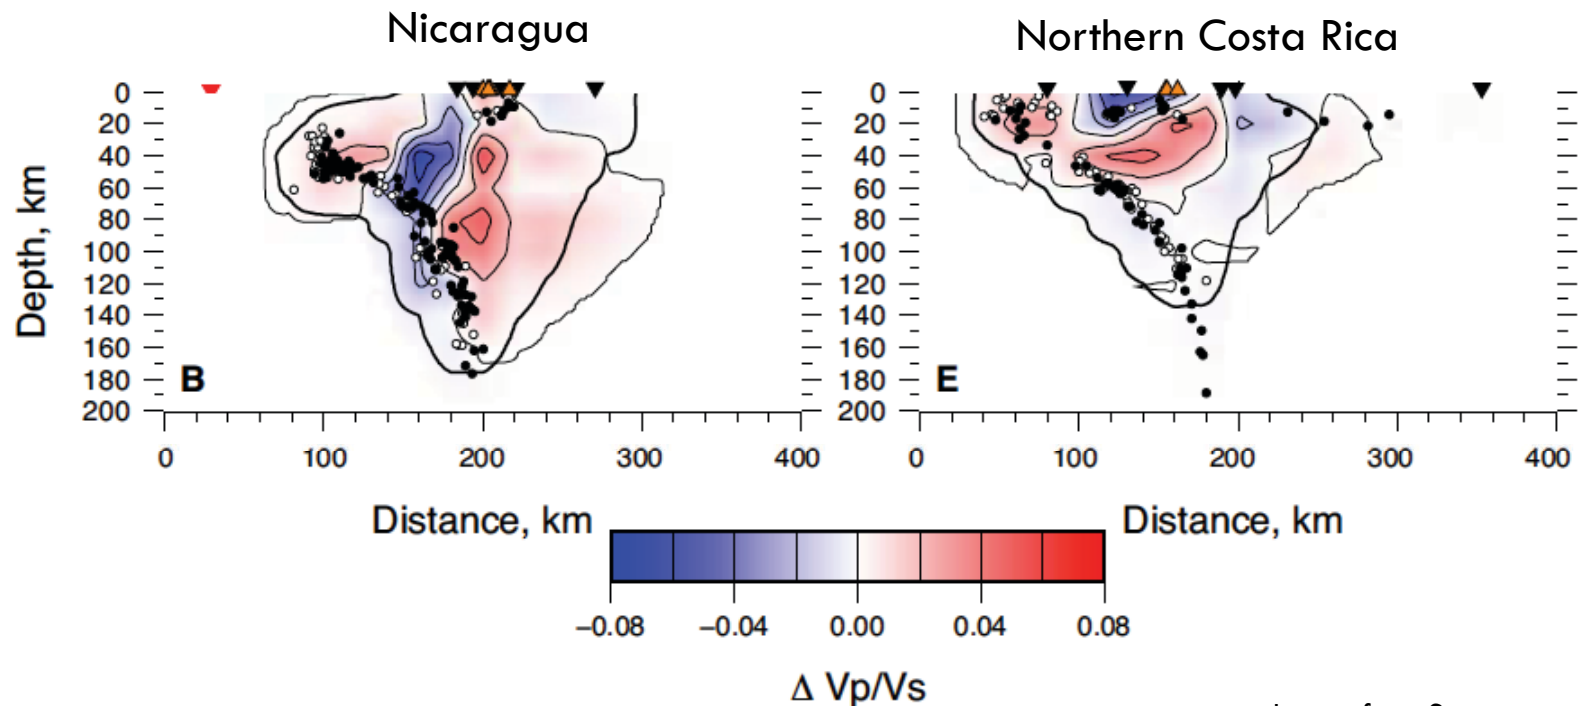 Nicaragua
Northern Costa Rica
0
20
40
60
80
100
120
140
160
180
200
Depth, km
B
0 100 200 300 400
0
20
40
60
80
100
120
140
160
180
200
E
0 100 200 300 400
Distance, km
Distance, km
−0.08 −0.04 0.00 0.04 0.08
Δ Vp/Vs